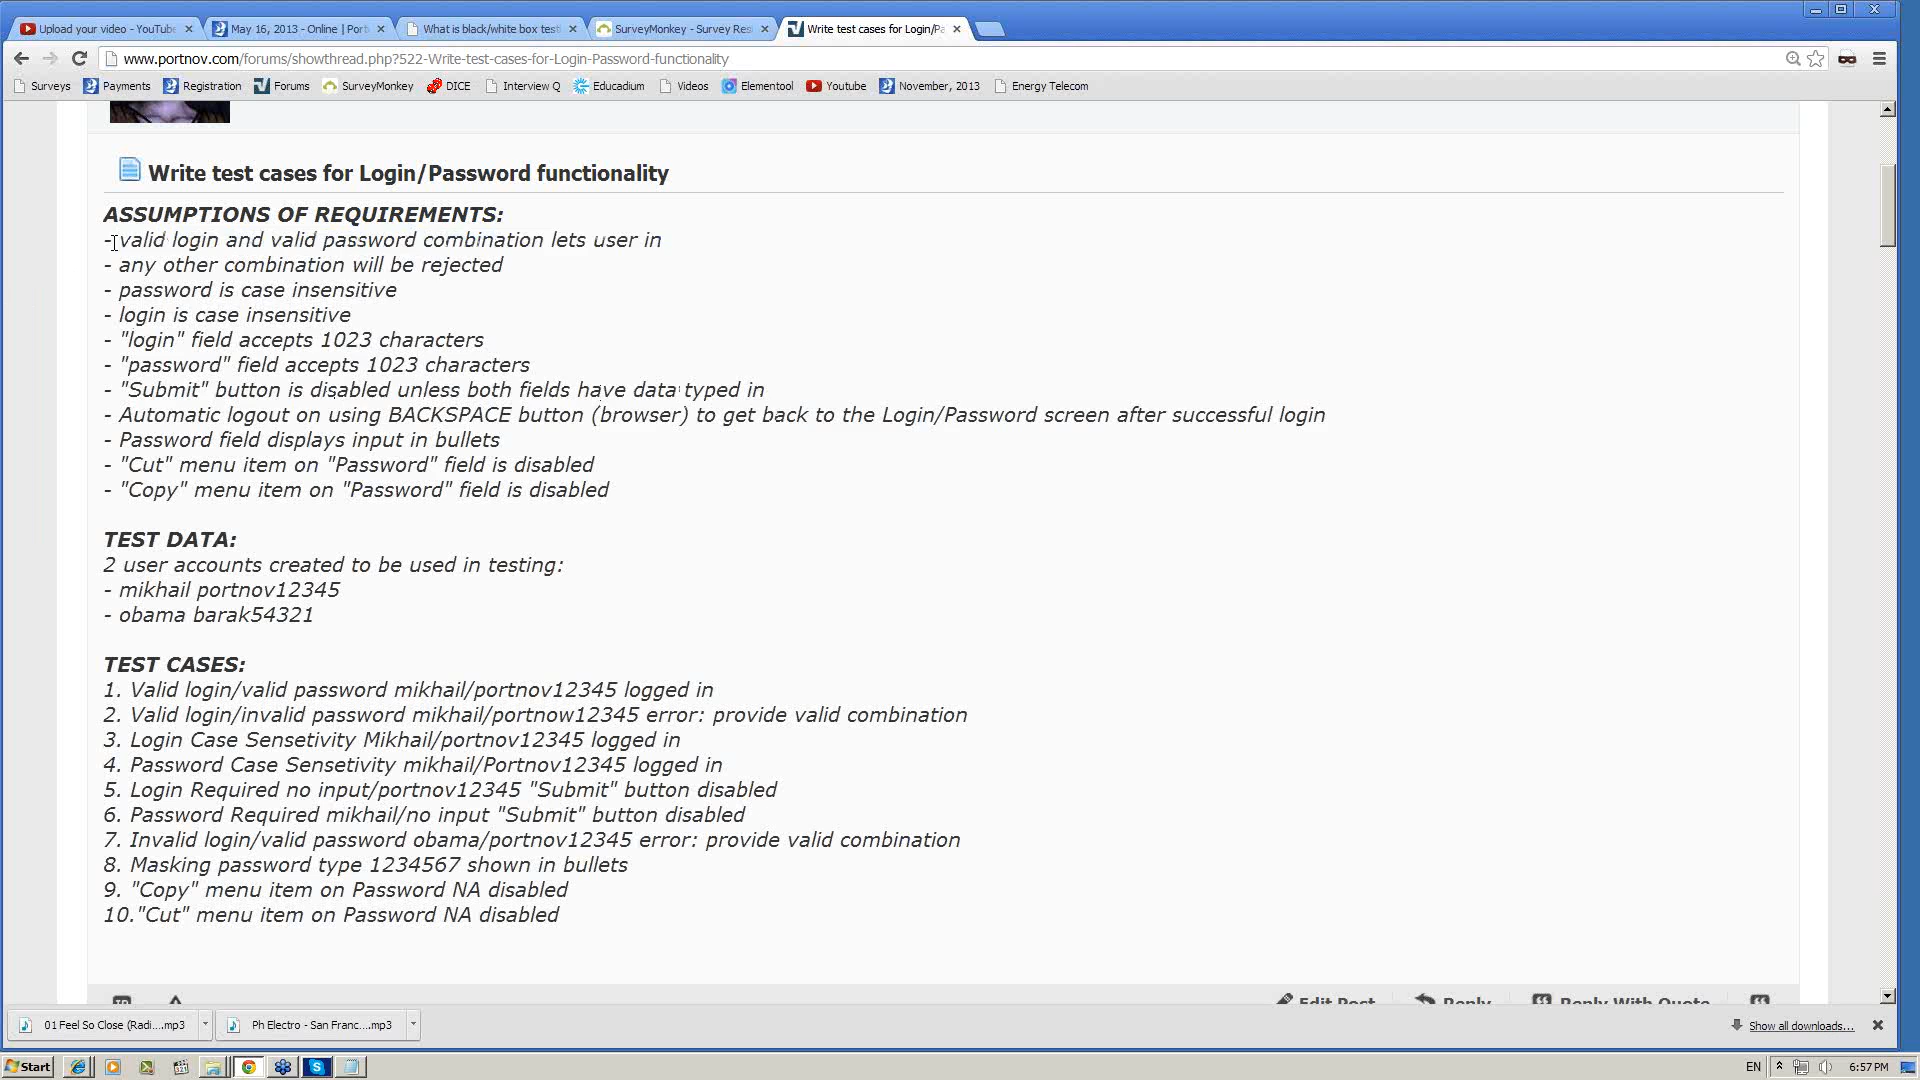 Upload your video - YouTube
May 16, 2013 - Online | Port
What is black/white box test
SurveyMonkey - Survey Res
Write test cases for Login/Pa
www.portnov.com/forums/showthread.php?522-Write-test-cases-for-Login-Password-functionality
Surveys Payments Registration Forums SurveyMonkey DICE Interview Q Educadium Videos Elementool Youtube November, 2013 Energy Telecom
Write test cases for Login/Password functionality
ASSUMPTIONS OF REQUIREMENTS:
- valid login and valid password combination lets user in
- any other combination will be rejected
- password is case insensitive
- login is case insensitive
- "login" field accepts 1023 characters
- "password" field accepts 1023 characters
- "Submit" button is disabled unless both fields have data typed in
- Automatic logout on using BACKSPACE button (browser) to get back to the Login/Password screen after successful login
- Password field displays input in bullets
- "Cut" menu item on "Password" field is disabled
- "Copy" menu item on "Password" field is disabled
TEST DATA:
2 user accounts created to be used in testing:
- mikhail portnov12345
- obama barak54321
TEST CASES:
1. Valid login/valid password mikhail/portnov12345 logged in
2. Valid login/invalid password mikhail/portnow12345 error: provide valid combination
3. Login Case Sensetivity Mikhail/portnov12345 logged in
4. Password Case Sensetivity mikhail/Portnov12345 logged in
5. Login Required no input/portnov12345 "Submit" button disabled
6. Password Required mikhail/no input "Submit" button disabled
7. Invalid login/valid password obama/portnov12345 error: provide valid combination
8. Masking password type 1234567 shown in bullets
9. "Copy" menu item on Password NA disabled
10."Cut" menu item on Password NA disabled
Edit Post Reply Reply With Quote
01 Feel So Close (Radi....mp3
Ph Electro - San Franc....mp3
Show all downloads...
Start
EN
6:57 PM